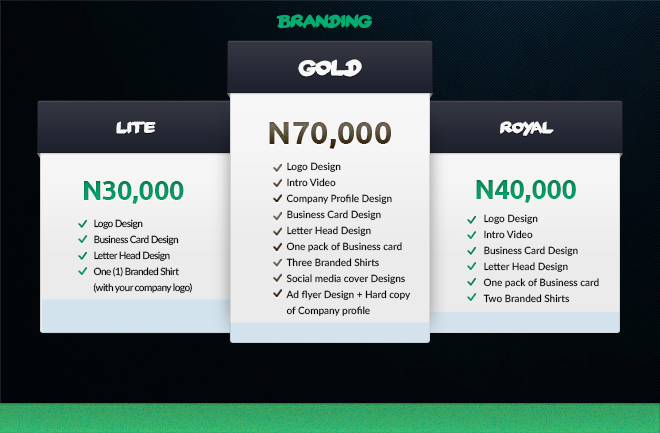 BRANDING
LITE
N30,000
Logo Design
Business Card Design
Letter Head Design
One (1) Branded Shirt
(with your company logo)
GOLD
N70,000
Logo Design
Intro Video
Company Profile Design
Business Card Design
Letter Head Design
One pack of Business card
Three Branded Shirts
Social media cover Designs
Ad flyer Design + Hard copy
of Company profile
ROYAL
N40,000
Logo Design
Intro Video
Business Card Design
Letter Head Design
One pack of Business card
Two Branded Shirts